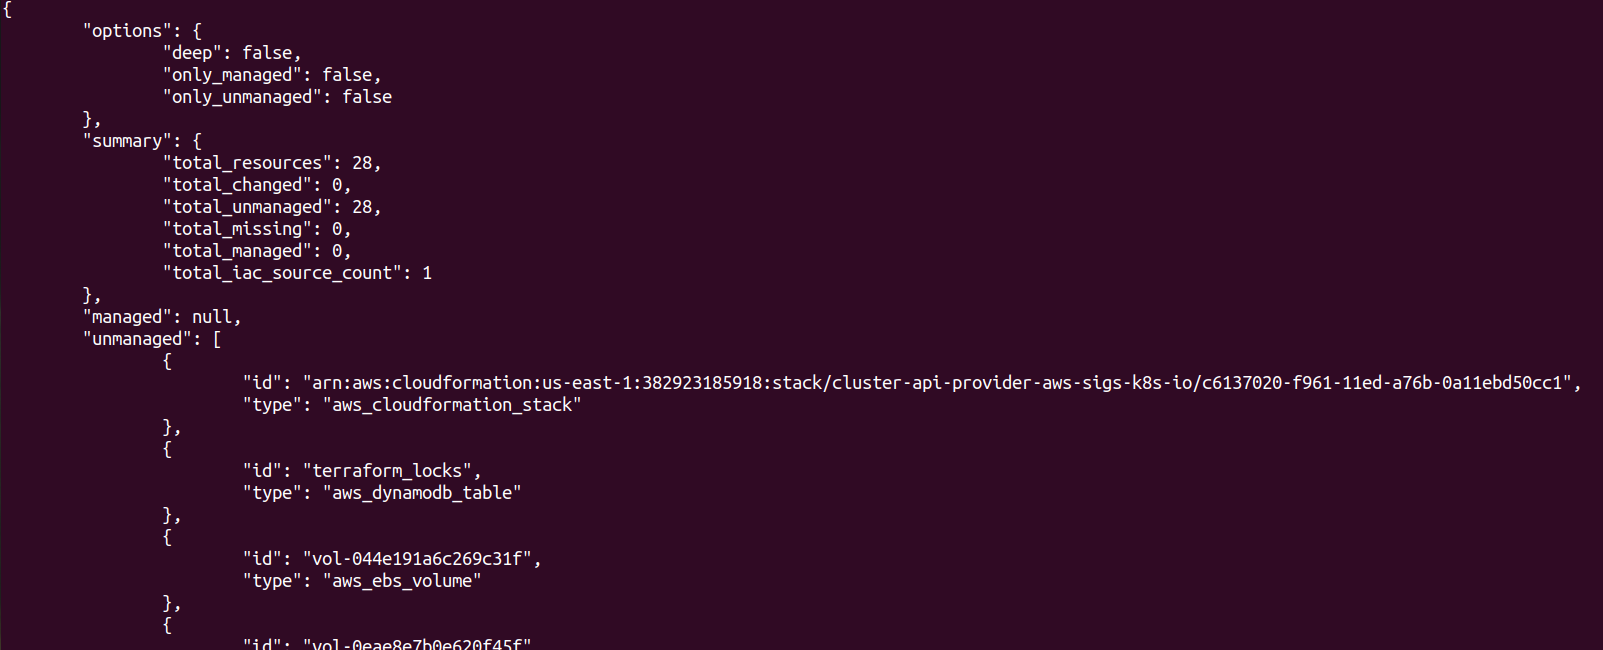 {
"options": {
"deep": false,
"only_managed": false,
"only_unmanaged": false
},
"summary": {
"total_resources": 28,
"total_changed": 0,
"total_unmanaged": 28,
"total_missing": 0,
"total_managed": 0,
"total_iac_source_count": 1
},
"managed": null,
"unmanaged": [
{
"id": "arn:aws:cloudformation:us-east-1:382923185918:stack/cluster-api-provider-aws-sigs-k8s-io/c6137020-f961-11ed-a76b-0a11ebd50cc1",
"type": "aws_cloudformation_stack"
},
{
"id": "terraform_locks",
"type": "aws_dynamodb_table"
},
{
"id": "vol-044e191a6c269c31f",
"type": "aws_ebs_volume"
},
{
"id": "vol-0eae8e7b0e620f45f"